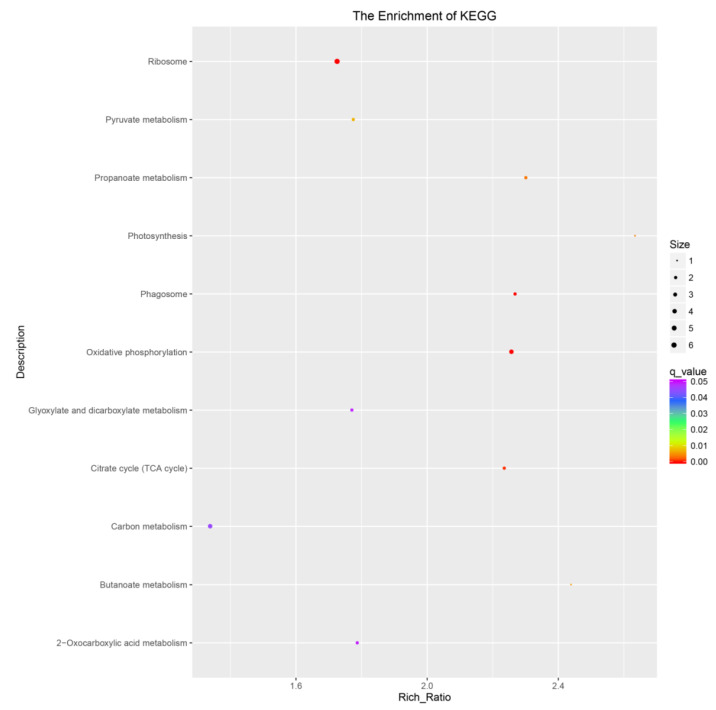 The Enrichment of KEGG
Description
Ribosome
Pyruvate metabolism
Propanoate metabolism
Photosynthesis
Phagosome
Oxidative phosphorylation
Glyoxylate and dicarboxylate metabolism
Citrate cycle (TCA cycle)
Carbon metabolism
Butanoate metabolism
2−Oxocarboxylic acid metabolism
1.6 2.0 2.4
Rich_Ratio
Size
1
2
3
4
5
6
q_value
0.05
0.04
0.03
0.02
0.01
0.00